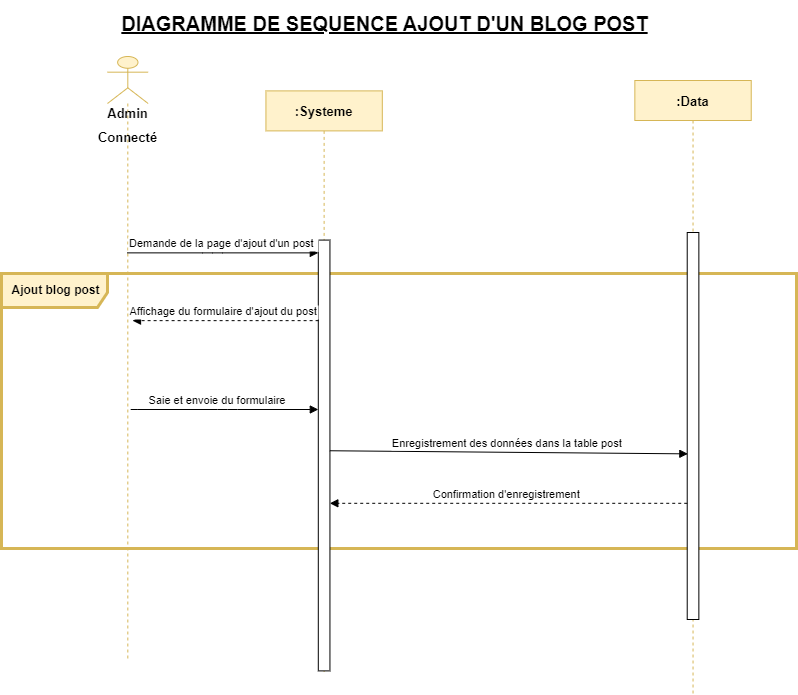 DIAGRAMME DE SEQUENCE AJOUT D'UN BLOG POST
Admin
Connecté
:Systeme
:Data
Demande de la page d'ajout d'un post
Ajout blog post
Affichage du formulaire d'ajout du post
Saie et envoie du formulaire
Enregistrement des données dans la table post
Confirmation d'enregistrement